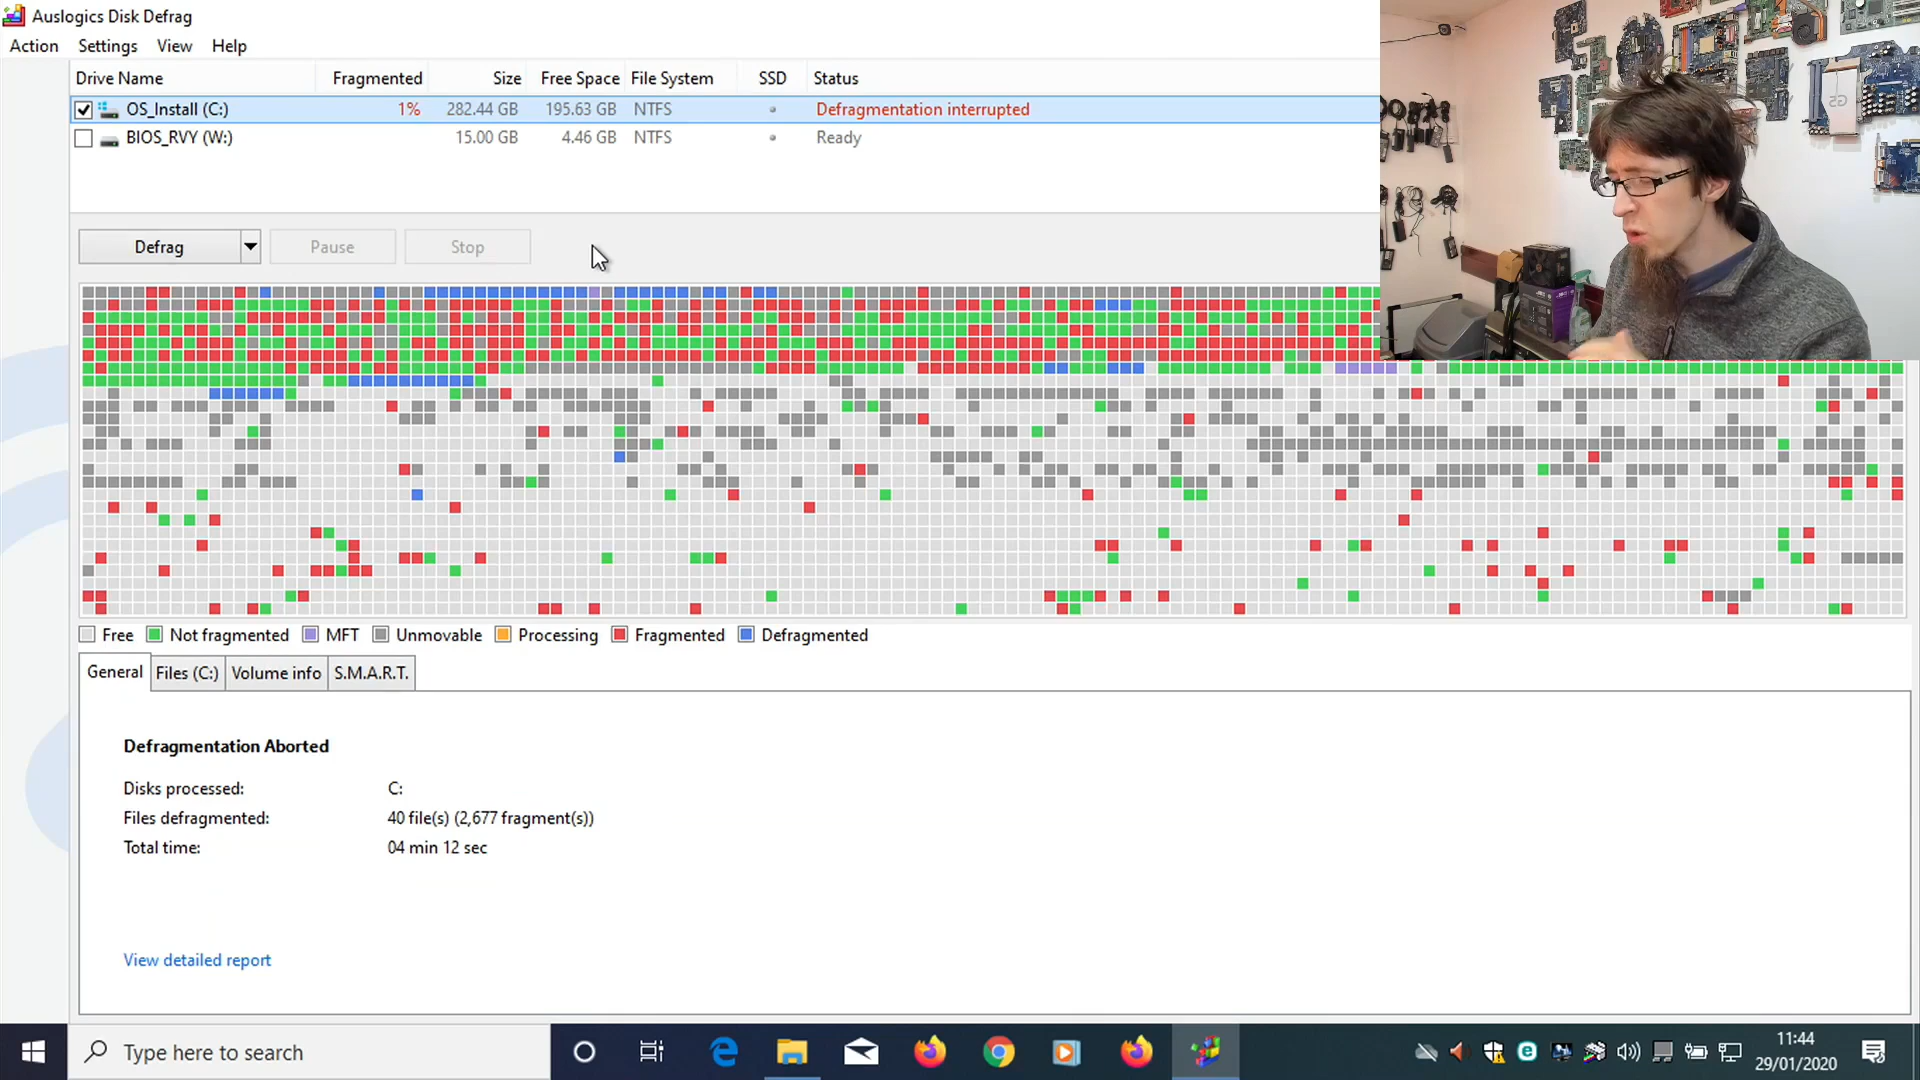 Auslogics Disk Defrag
Action Settings View Help
Drive Name Fragmented Size Free Space File System SSD Status
OS_Install (C:) 1% 282.44 GB 195.63 GB NTFS Defragmentation interrupted
BIOS_RVY (W:) 15.00 GB 4.46 GB NTFS Ready
Defrag Pause Stop
Free Not fragmented MFT Unmovable Processing Fragmented Defragmented
General Files (C:) Volume info S.M.A.R.T.
Defragmentation Aborted
Disks processed: C:
Files defragmented: 40 file(s) (2,677 fragment(s))
Total time: 04 min 12 sec
View detailed report
Type here to search
11:44
29/01/2020